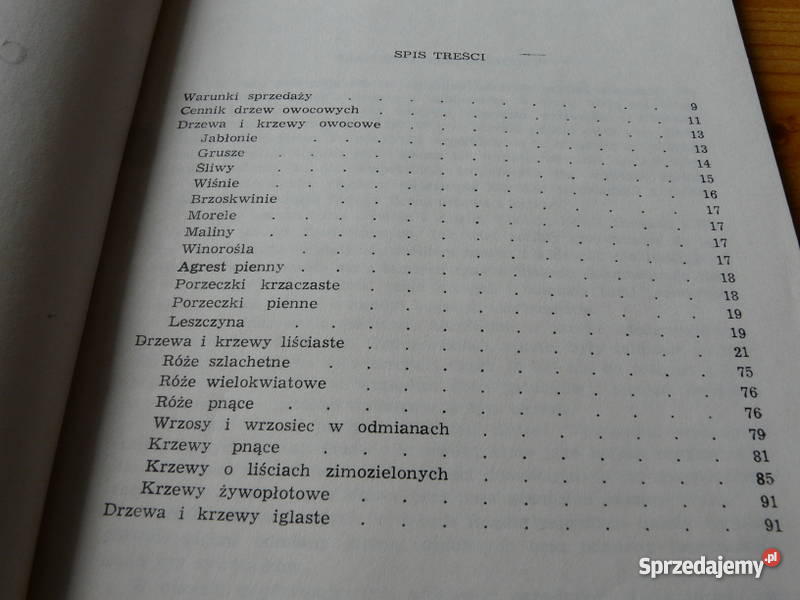 SPIS TREŚCI
Warunki sprzedaży . . . . . . . . . . 9
Cennik drzew owocowych . . . . . . . . . 11
Drzewa i krzewy owocowe . . . . . . . . 13
Jabłonie . . . . . . . . . . . 13
Grusze . . . . . . . . . . . 14
Śliwy . . . . . . . . . . . 15
Wiśnie . . . . . . . . . . . 16
Brzoskwinie . . . . . . . . . . 17
Morele . . . . . . . . . . . 17
Maliny . . . . . . . . . . . 17
Winorośla . . . . . . . . . . 17
Agrest pienny . . . . . . . . . . 18
Porzeczki krzaczaste . . . . . . . . . 18
Porzeczki pienne . . . . . . . . . 19
Leszczyna . . . . . . . . . . 19
Drzewa i krzewy liściaste . . . . . . . . . 21
Róże szlachetne . . . . . . . . . . 75
Róże wielokwiatowe . . . . . . . . . 76
Róże pnące . . . . . . . . . . 76
Wrzosy i wrzosiec w odmianach . . . . . . 79
Krzewy pnące . . . . . . . . . 81
Krzewy o liściach zimozielonych . . . . . . 85
Krzewy żywopłotowe . . . . . . . . 91
Drzewa i krzewy iglaste . . . . . . . . 91
Sprzedajemy.pl